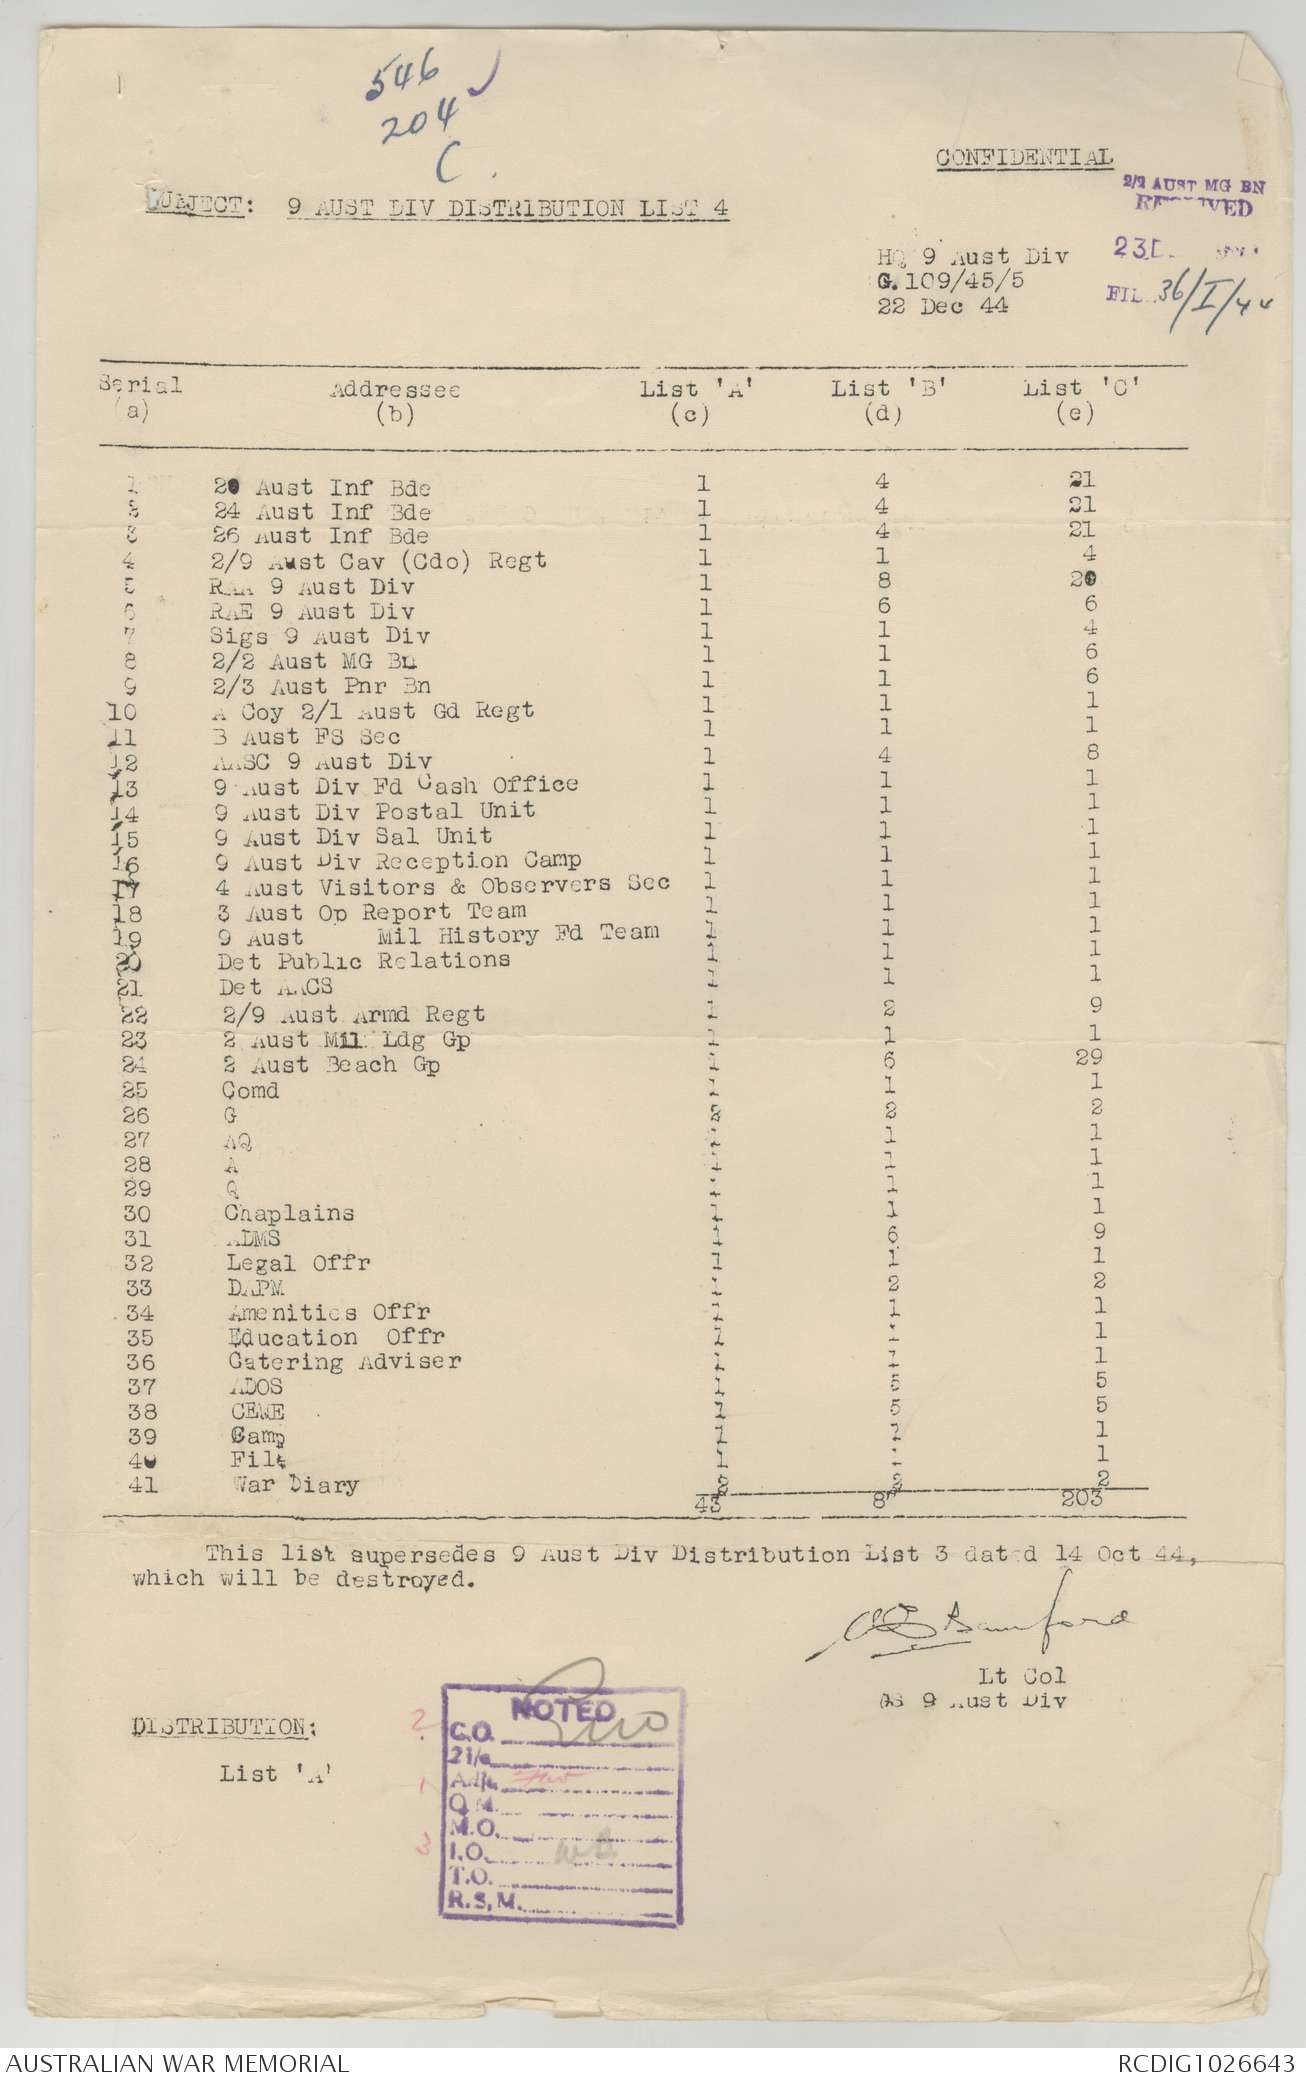 546
204
C
CONFIDENTIAL
2/2 AUST MG BN
RECEIVED
23 DEC
SUBJECT: 9 AUST DIV DISTRIBUTION LIST 4
HQ 9 Aust Div
G.109/45/5
22 Dec 44
FILE 36/I/44
Serial Addressee List 'A' List 'B' List 'C'
(a) (b) (c) (d) (e)
1 20 Aust Inf Bde 1 4 21
2 24 Aust Inf Bde 1 4 21
3 26 Aust Inf Bde 1 4 21
4 2/9 Aust Cav (Cdo) Regt 1 1 4
5 RAA 9 Aust Div 1 8 20
6 RAE 9 Aust Div 1 6 6
7 Sigs 9 Aust Div 1 1 4
8 2/2 Aust MG Bn 1 1 6
9 2/3 Aust Pnr Bn 1 1 6
10 A Coy 2/1 Aust Gd Regt 1 1 1
11 B Aust FS Sec 1 1 1
12 AASC 9 Aust Div 1 4 8
13 9 Aust Div Fd Cash Office 1 1 1
14 9 Aust Div Postal Unit 1 1 1
15 9 Aust Div Sal Unit 1 1 1
16 9 Aust Div Reception Camp 1 1 1
17 4 Aust Visitors & Observers Sec 1 1 1
18 3 Aust Op Report Team 1 1 1
19 9 Aust Mil History Fd Team 1 1 1
20 Det Public Relations 1 1 1
21 Det AACS 1 1 1
22 2/9 Aust Armd Regt 1 2 9
23 2 Aust Mil Ldg Gp 1 1 1
24 2 Aust Beach Gp 1 6 29
25 Comd 1 1 1
26 G 2 2 2
27 AQ 1 1 1
28 A 1 1 1
29 Q 1 1 1
30 Chaplains 1 1 1
31 ADMS 1 6 9
32 Legal Offr 1 1 1
33 DAPM 1 2 2
34 Amenities Offr 1 1 1
35 Education Offr 1 1 1
36 Catering Adviser 1 1 1
37 ADOS 1 5 5
38 CEME 1 5 5
39 Camp 1 1 1
40 File 1 1 1
41 War Diary 2 2 2
43 87 203
This list supersedes 9 Aust Div Distribution List 3 dated 14 Oct 44,
which will be destroyed.
Bamford
Lt Col
GS 9 Aust Div
DISTRIBUTION:
List 'A'
NOTED
2 C.O.
2i/c
1 Adjt.
Q.M.
M.O.
3 I.O.
T.O.
R.S.M.
AUSTRALIAN WAR MEMORIAL RCDIG1026643